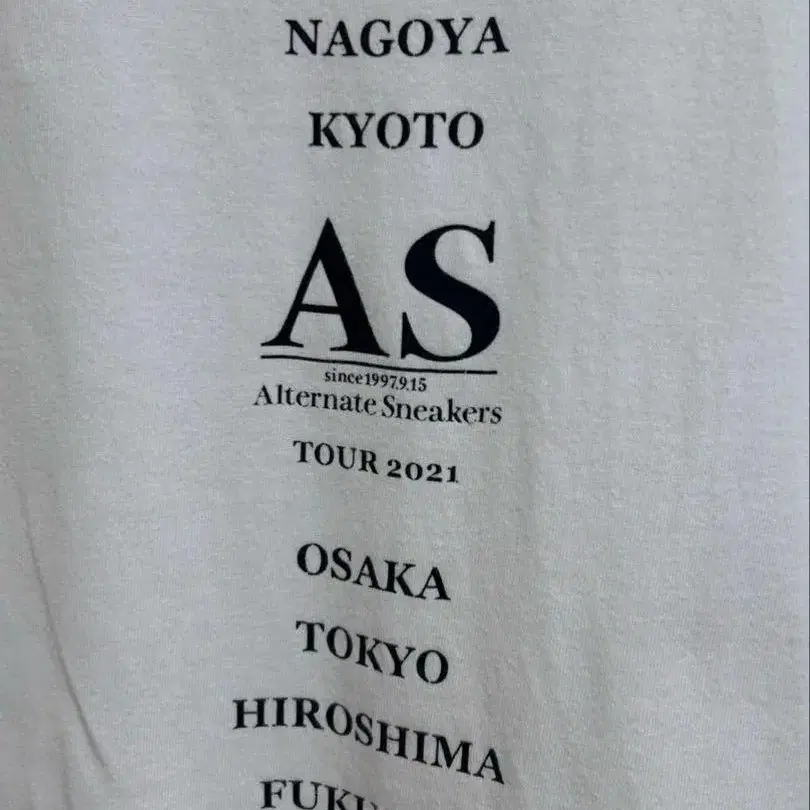 NAGOYA
KYOTO
AS
since1997.9.15
Alternate Sneakers
TOUR 2021
OSAKA
TOKYO
HIROSHIMA